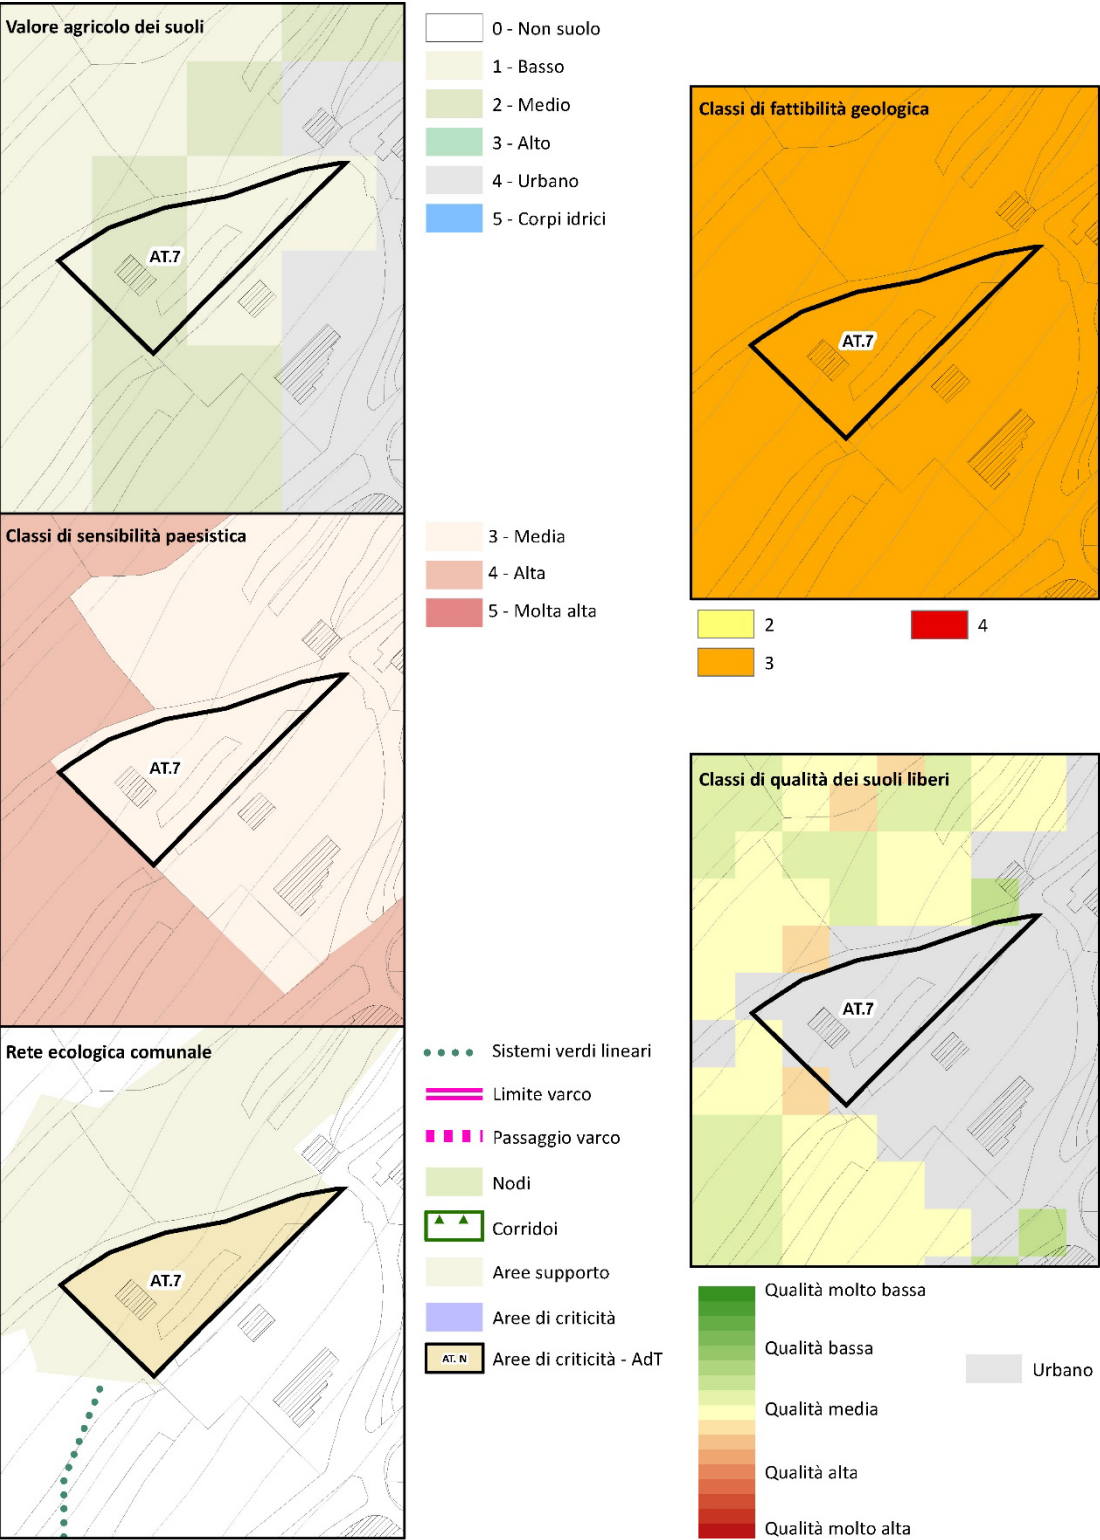 Valore agricolo dei suoli
AT.7
0 - Non suolo
1 - Basso
2 - Medio
3 - Alto
4 - Urbano
5 - Corpi idrici
Classi di fattibilità geologica
AT.7
2
3
4
Classi di sensibilità paesistica
AT.7
3 - Media
4 - Alta
5 - Molta alta
Classi di qualità dei suoli liberi
AT.7
Qualità molto bassa
Qualità bassa
Qualità media
Qualità alta
Qualità molto alta
Urbano
Rete ecologica comunale
AT.7
Sistemi verdi lineari
Limite varco
Passaggio varco
Nodi
Corridoi
Aree supporto
Aree di criticità
AT. N
Aree di criticità - AdT